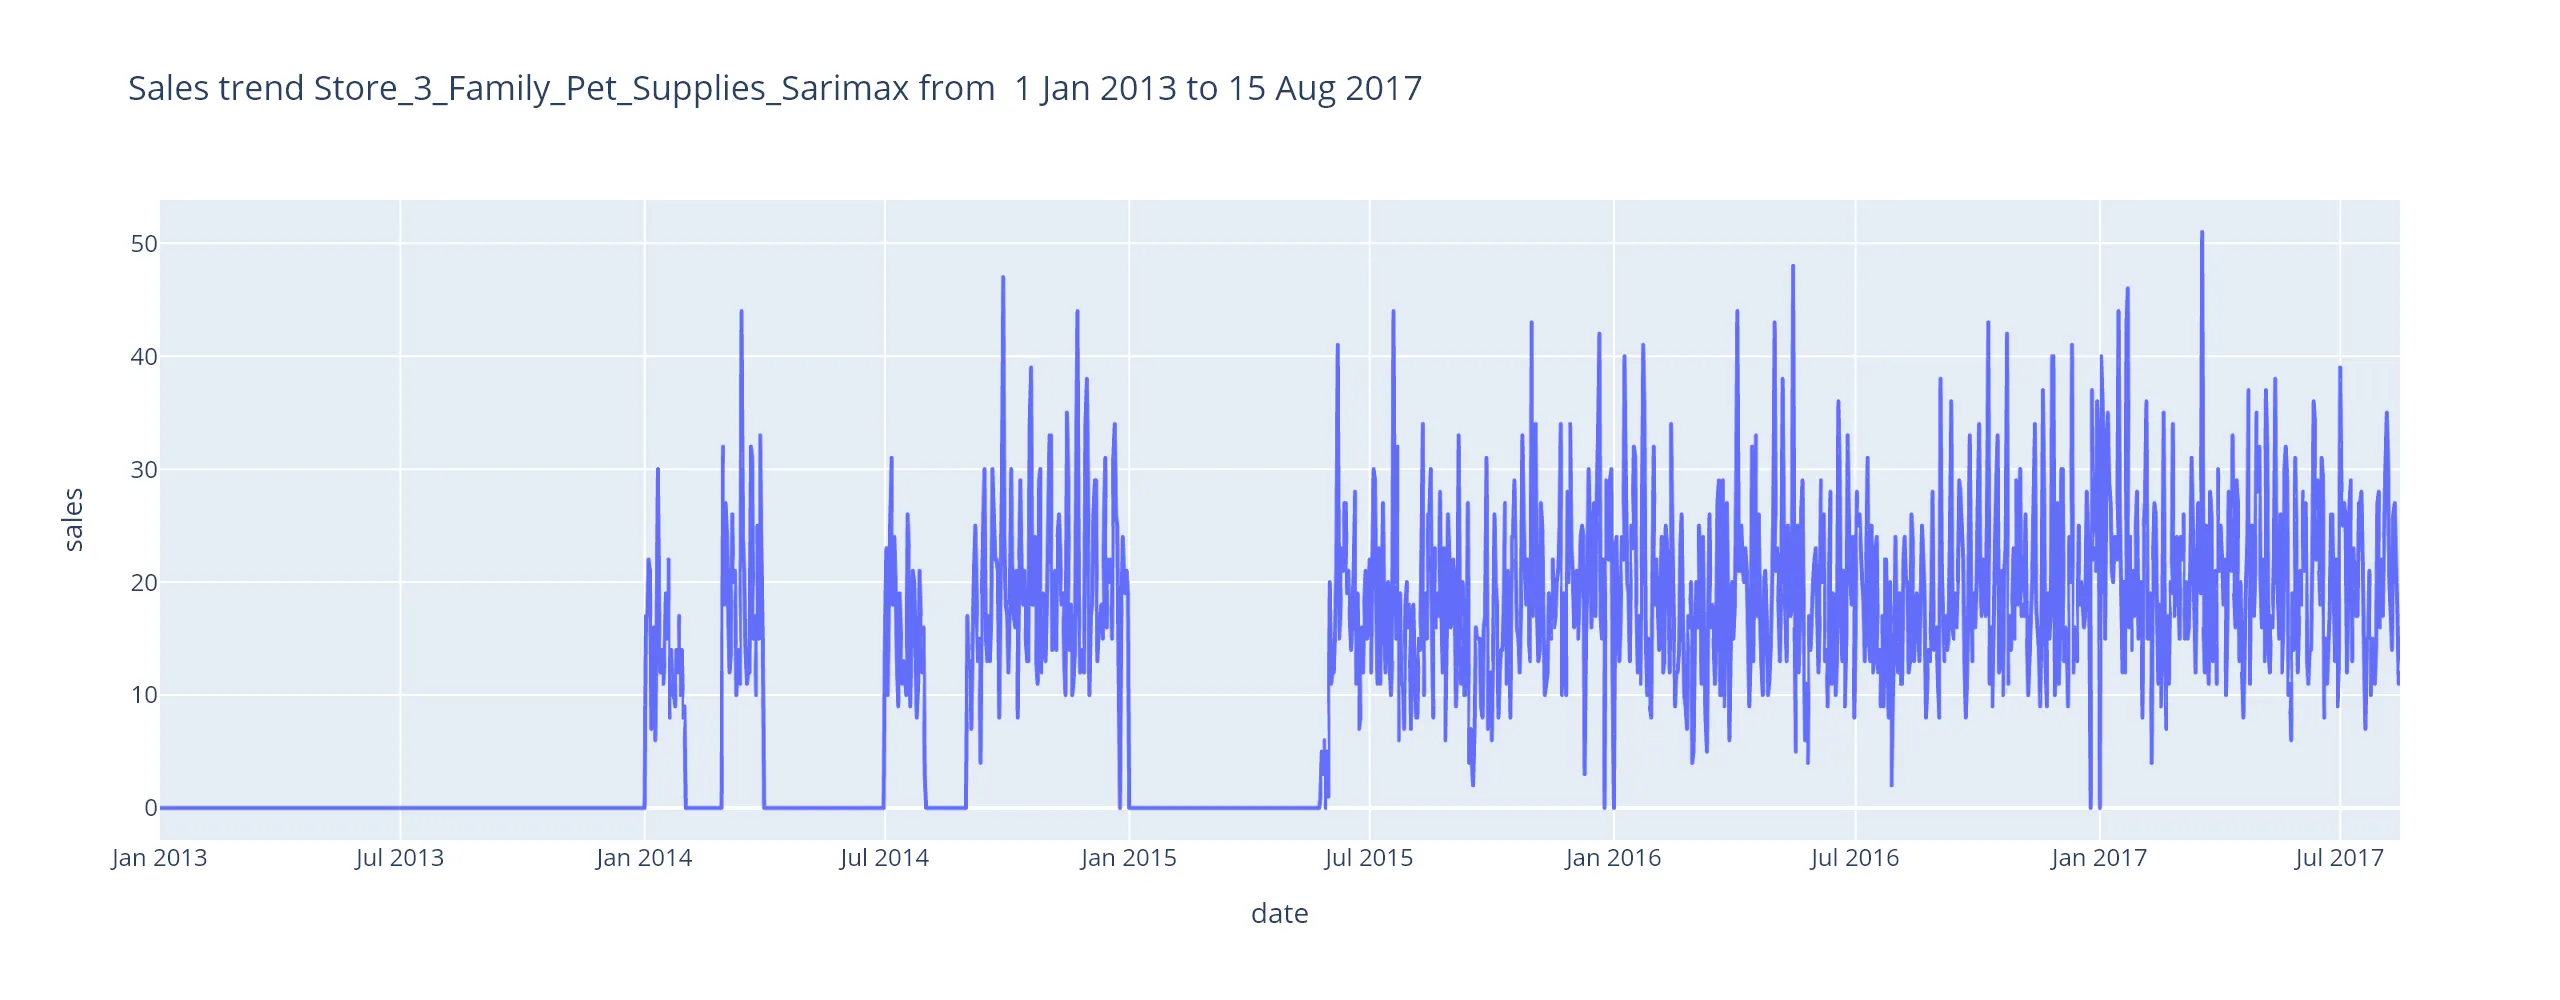 Sales trend Store_3_Family_Pet_Supplies_Sarimax from  1 Jan 2013 to 15 Aug 2017
50
40
30
20
10
0
sales
Jan 2013 Jul 2013 Jan 2014 Jul 2014 Jan 2015 Jul 2015 Jan 2016 Jul 2016 Jan 2017 Jul 2017
date